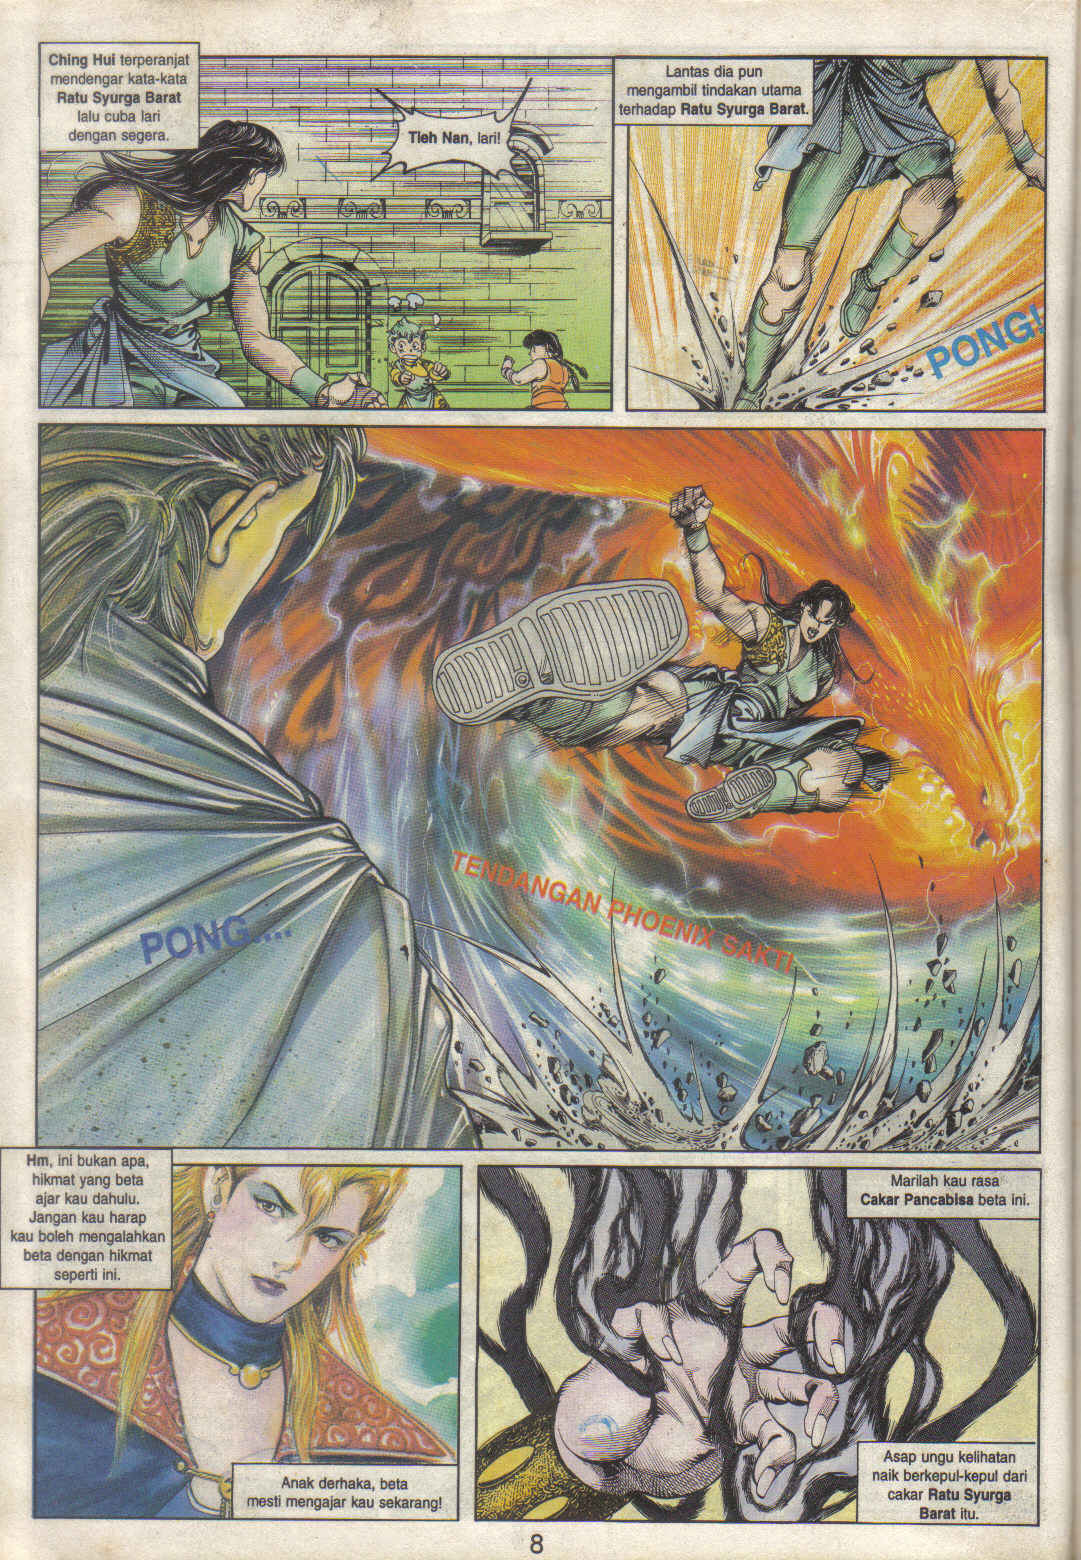 Ching Hui terperanjat
mendengar kata-kata
Ratu Syurga Barat
lalu cuba lari
dengan segera.
Tieh Nan, lari!
Lantas dia pun
mengambil tindakan utama
terhadap Ratu Syurga Barat.
PONG!
TENDANGAN PHOENIX SAKTI
PONG....
Hm, ini bukan apa,
hikmat yang beta
ajar kau dahulu.
Jangan kau harap
kau boleh mengalahkan
beta dengan hikmat
seperti ini.
Anak derhaka, beta
mesti mengajar kau sekarang!
Marilah kau rasa
Cakar Pancabisa beta ini.
Asap ungu kelihatan
naik berkepul-kepul dari
cakar Ratu Syurga
Barat itu.
8